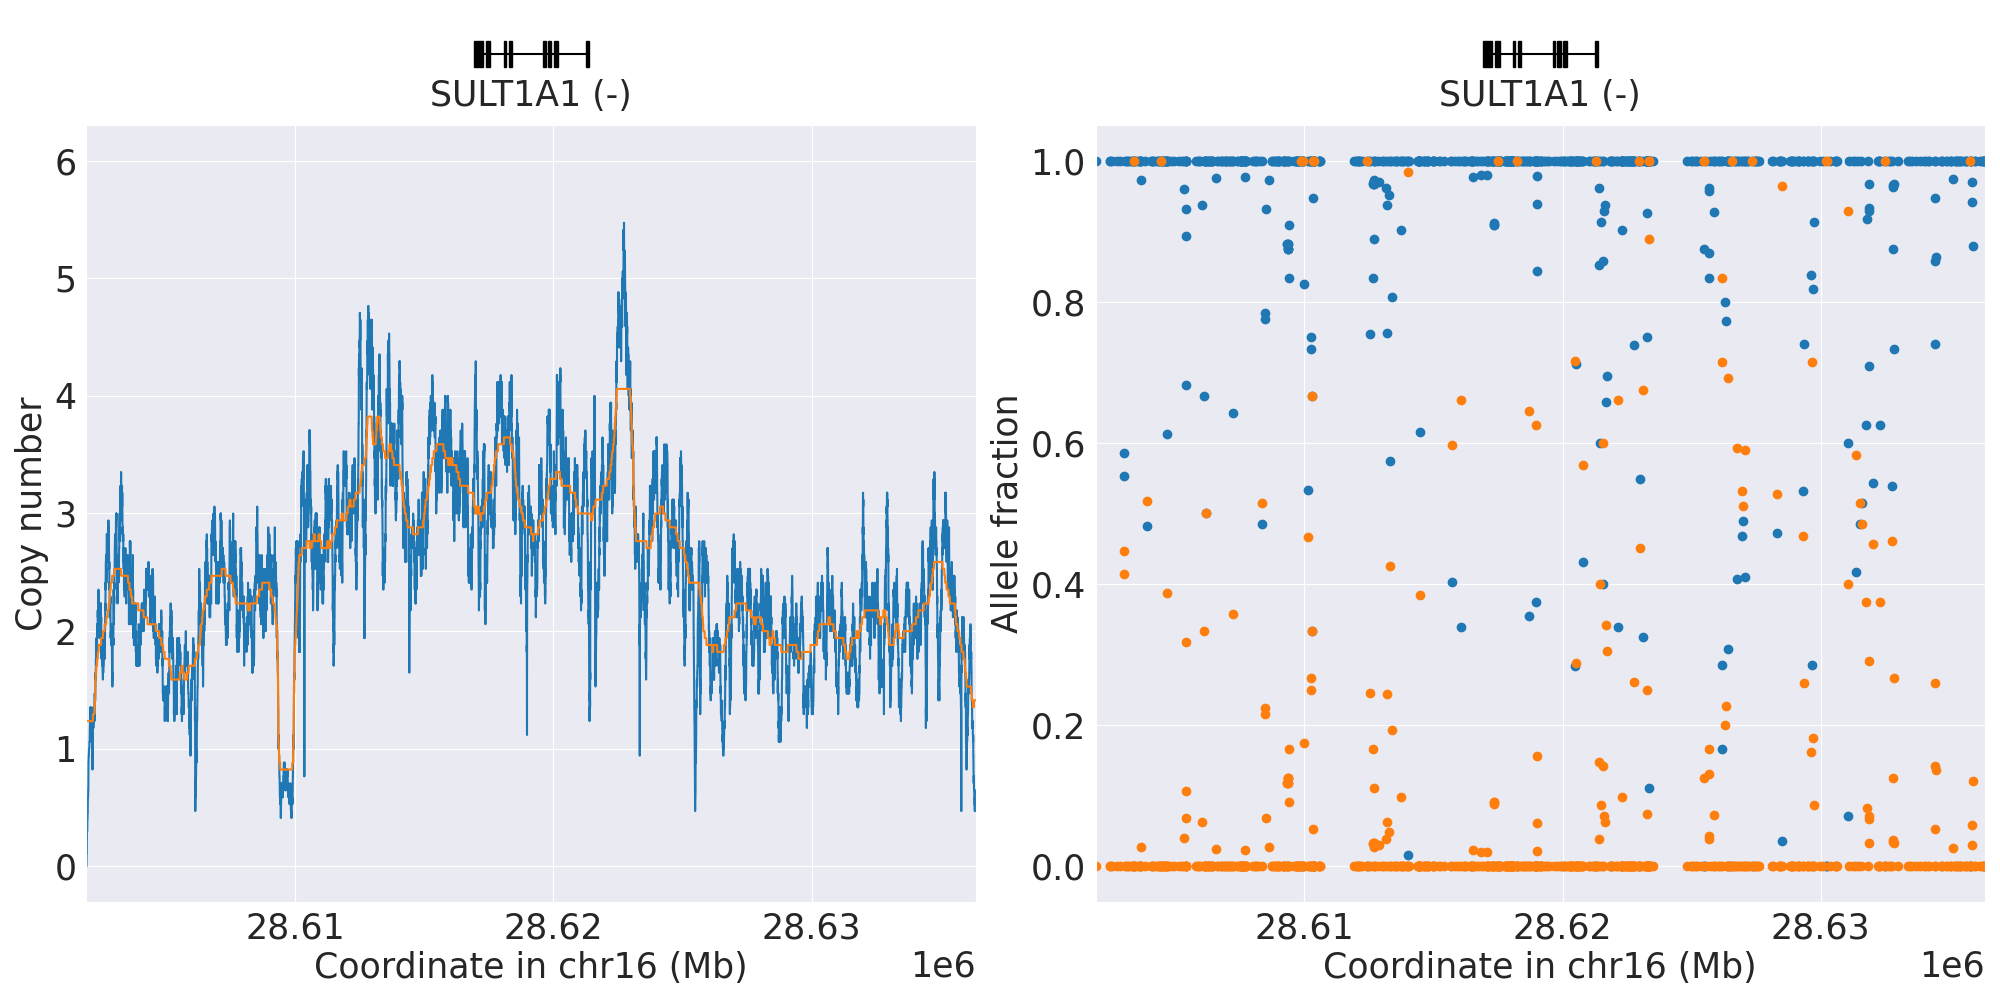 SULT1A1 (-)
Copy number
6
5
4
3
2
1
0
28.61
28.62
28.63
Coordinate in chr16 (Mb)
1e6
SULT1A1 (-)
Allele fraction
1.0
0.8
0.6
0.4
0.2
0.0
28.61
28.62
28.63
Coordinate in chr16 (Mb)
1e6